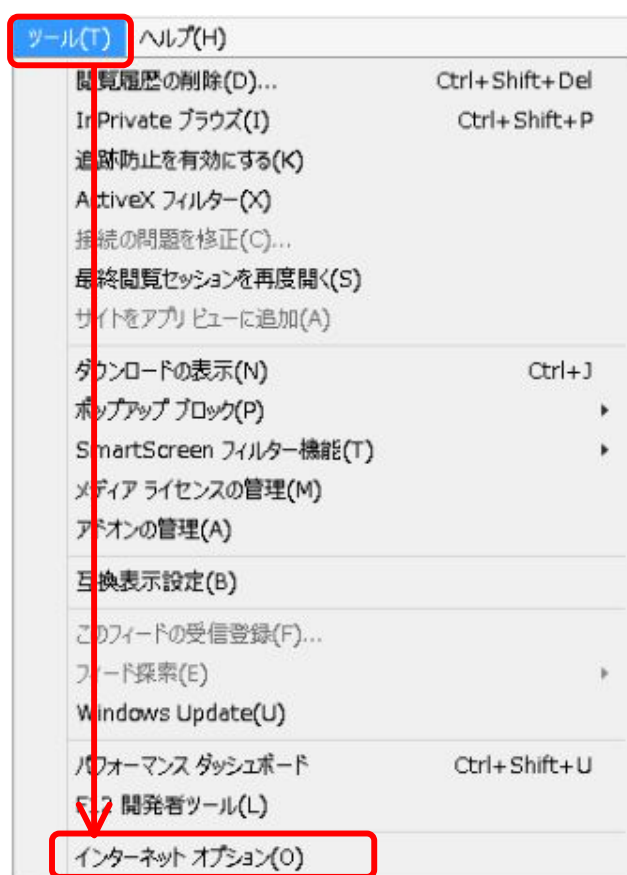 ツール(T) ヘルプ(H)
閲覧履歴の削除(D)... Ctrl+Shift+Del
InPrivate ブラウズ(I) Ctrl+Shift+P
追跡防止を有効にする(K)
ActiveX フィルター(X)
接続の問題を修正(C)...
最終閲覧セッションを再度開く(S)
サイトをアプリ ビューに追加(A)
ダウンロードの表示(N) Ctrl+J
ポップアップ ブロック(P)
SmartScreen フィルター機能(T)
メディア ライセンスの管理(M)
アドオンの管理(A)
互換表示設定(B)
このフィードの受信登録(F)...
フィード探索(E)
Windows Update(U)
パフォーマンス ダッシュボード Ctrl+Shift+U
F12 開発者ツール(L)
インターネット オプション(O)